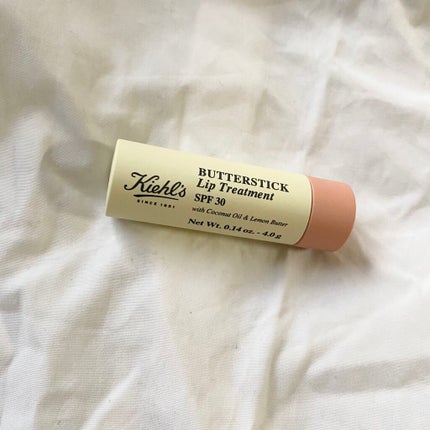 Kiehl's
SINCE 1851
BUTTERSTICK
Lip Treatment
SPF 30
with Coconut Oil & Lemon Butter
Net Wt. 0.14 oz. - 4.0 g